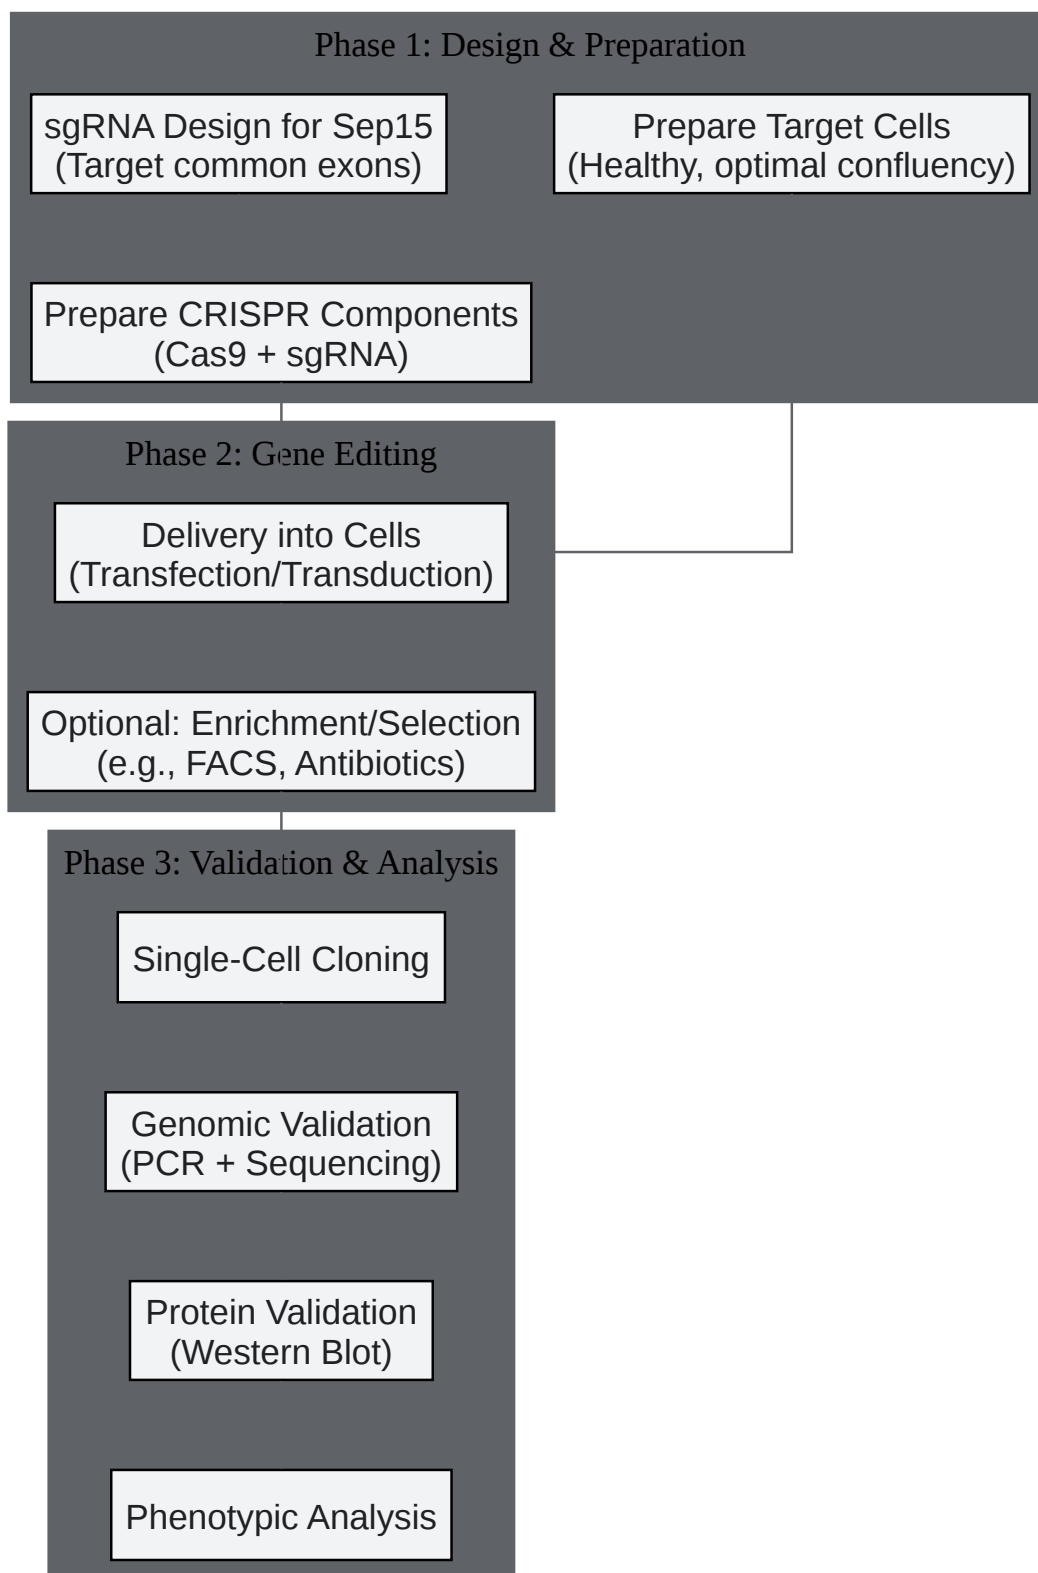 Phase 1: Design & Preparation
sgRNA Design for Sep15
(Target common exons)
Prepare Target Cells
(Healthy, optimal confluency)
Prepare CRISPR Components
(Cas9 + sgRNA)
Phase 2: Gene Editing
Delivery into Cells
(Transfection/Transduction)
Optional: Enrichment/Selection
(e.g., FACS, Antibiotics)
Phase 3: Validation & Analysis
Single-Cell Cloning
Genomic Validation
(PCR + Sequencing)
Protein Validation
(Western Blot)
Phenotypic Analysis